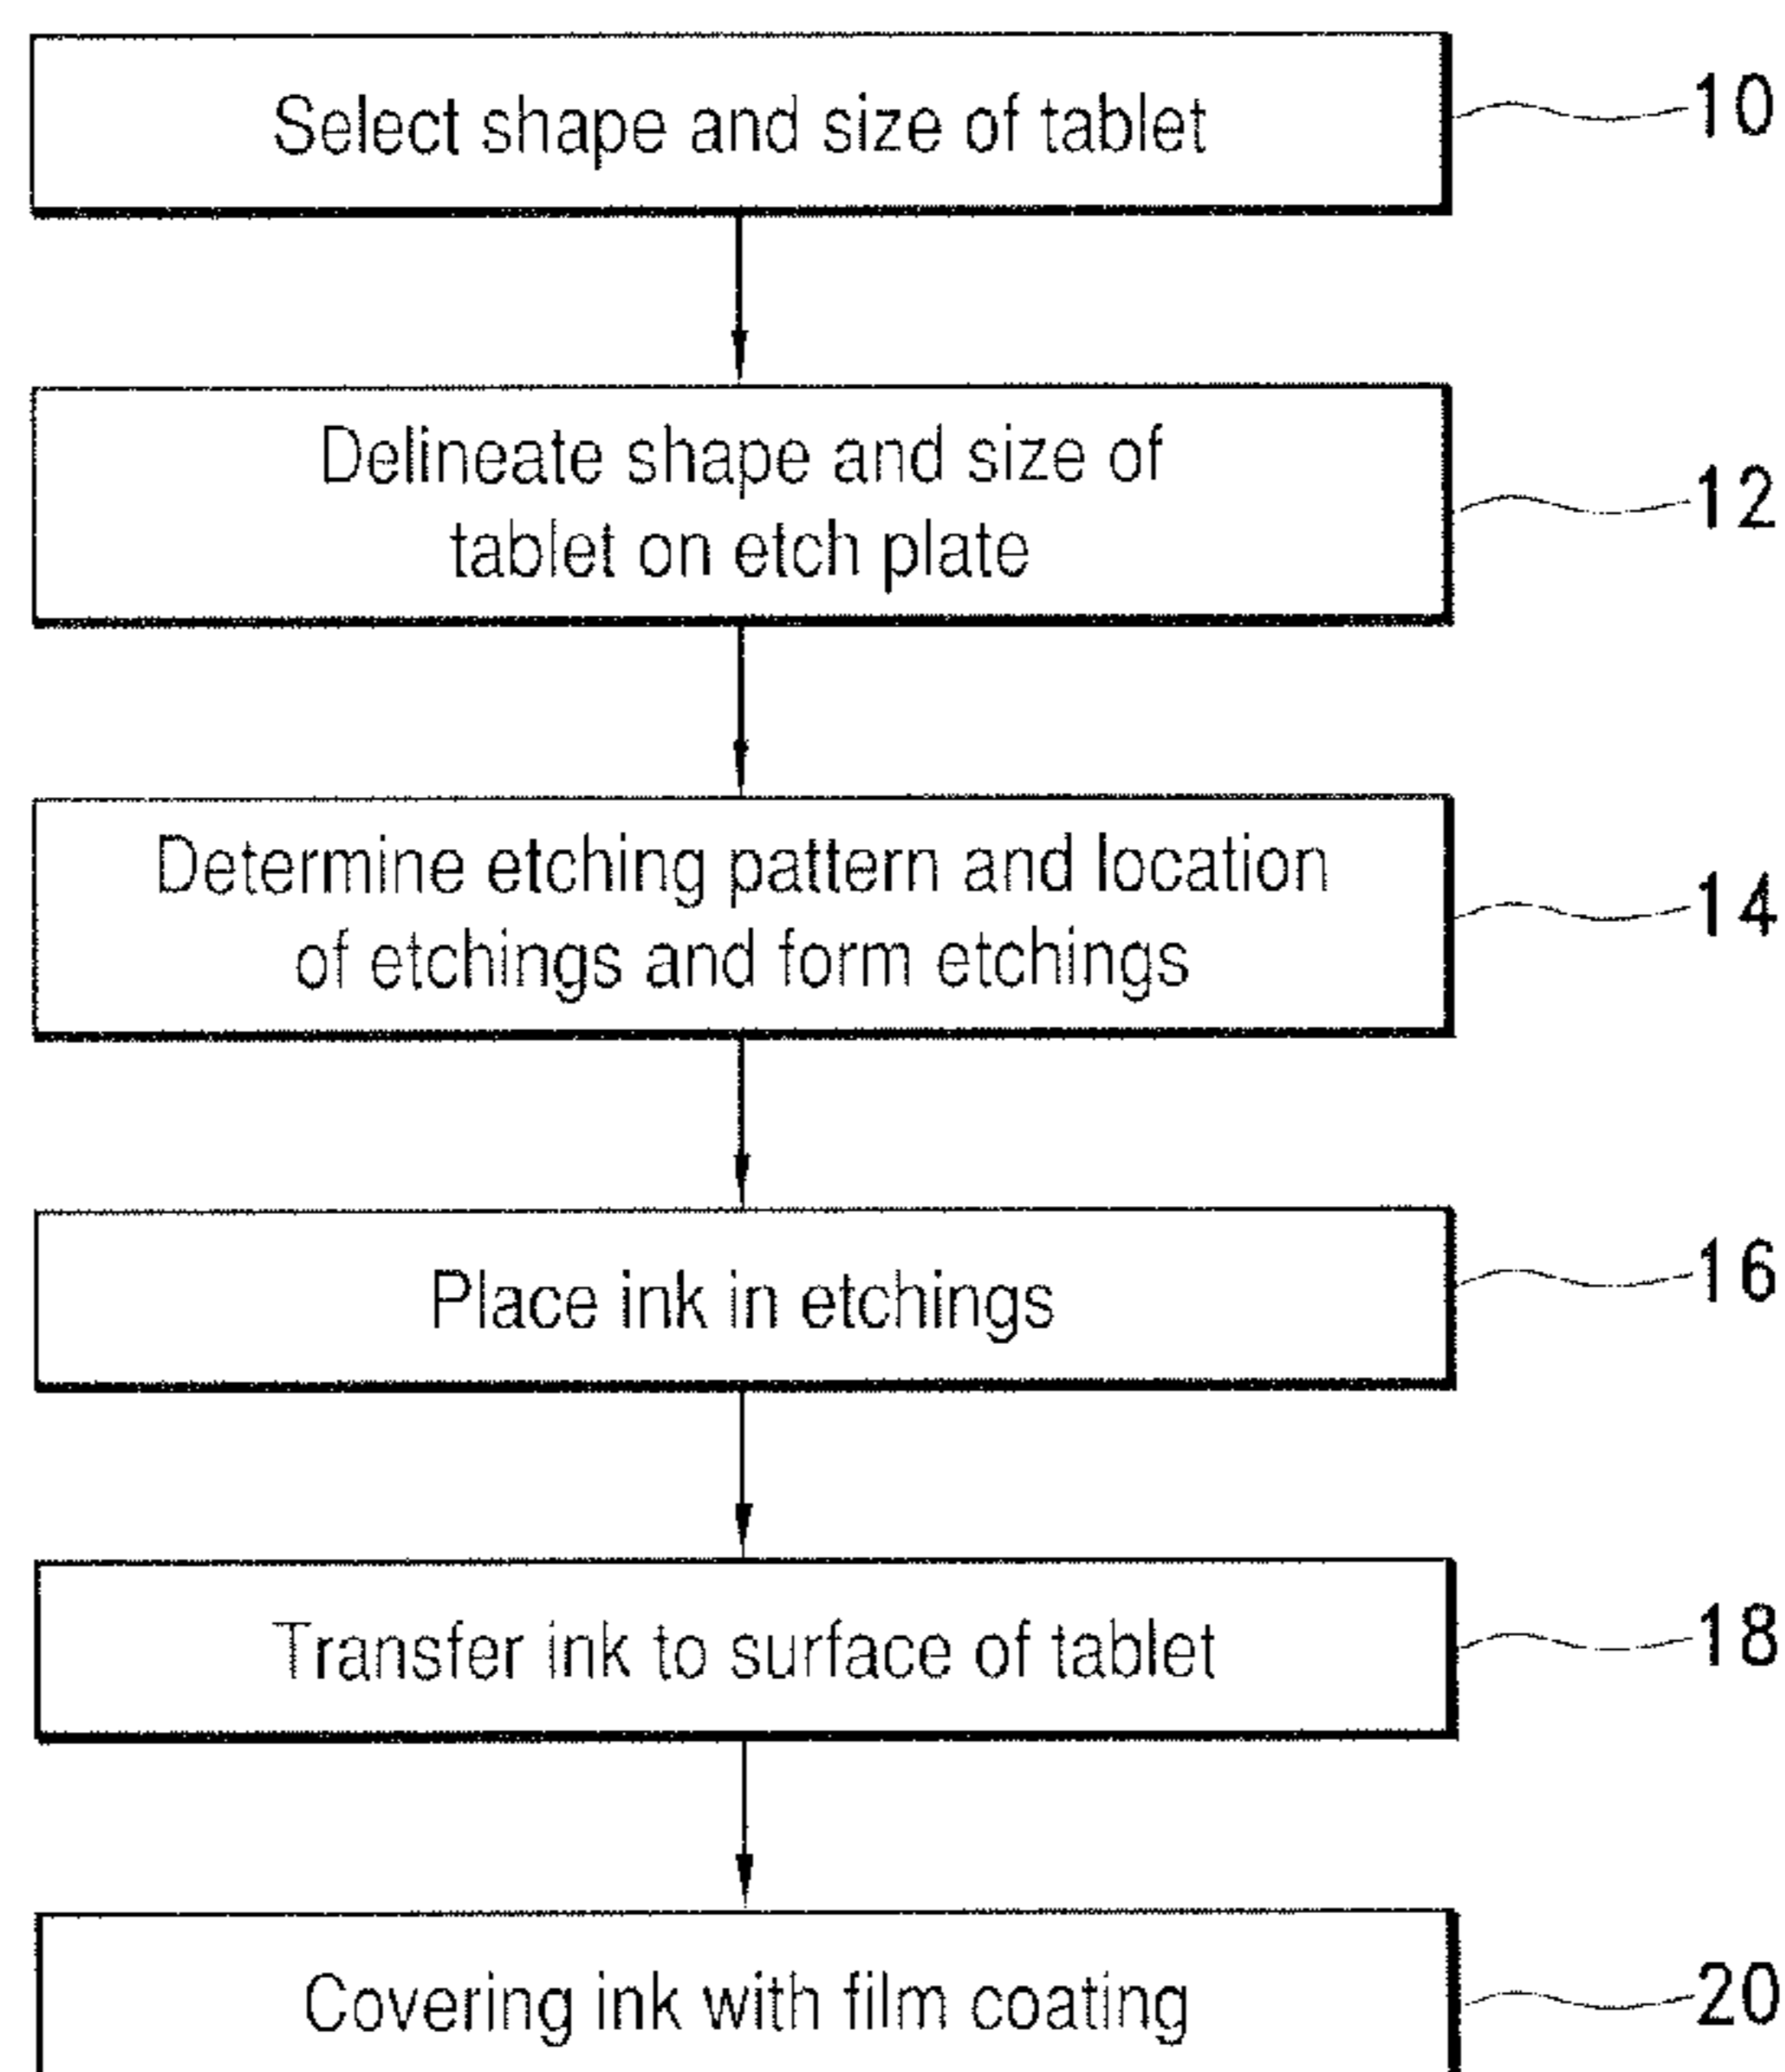 Select shape and size of tablet
10
Delineate shape and size of
tablet on etch plate
12
Determine etching pattern and location
of etchings and form etchings
14
Place ink in etchings
16
Transfer ink to surface of tablet
18
Covering ink with film coating
20